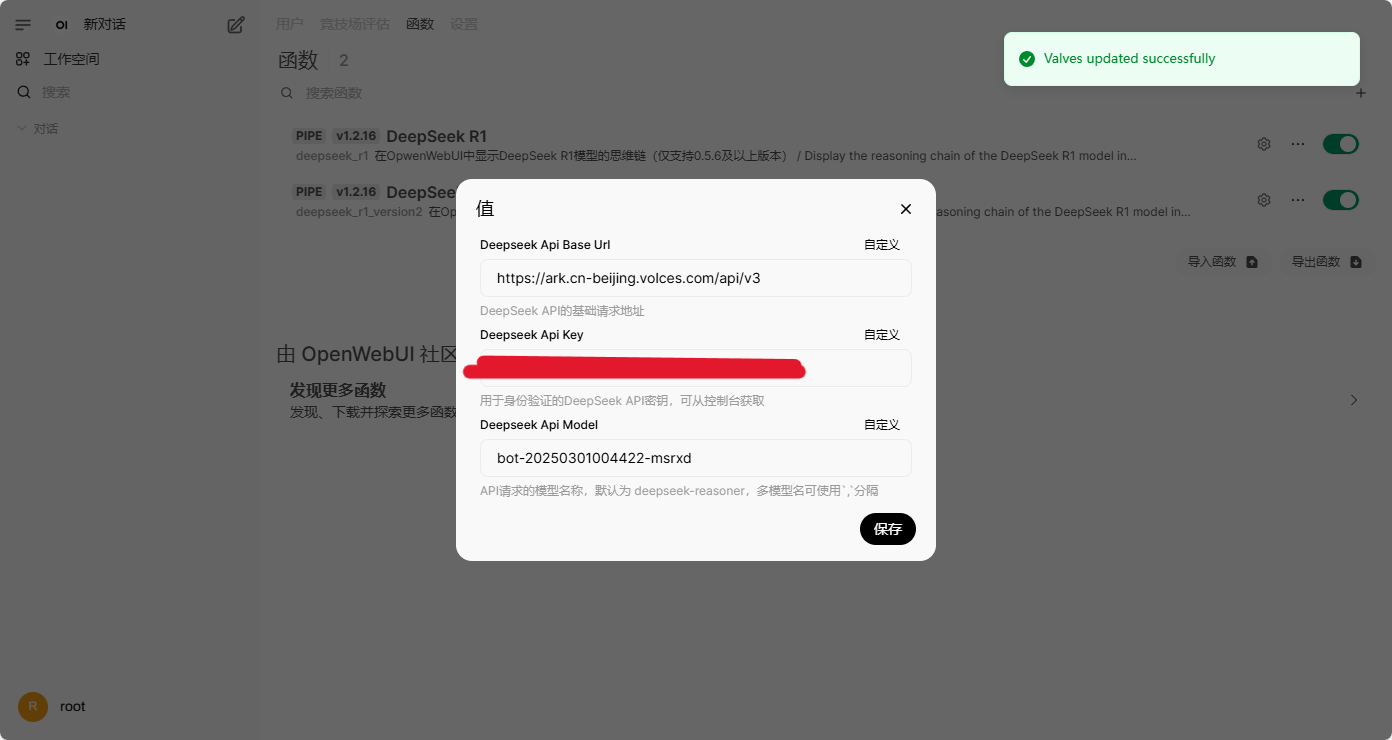 OI 新对话
工作空间
搜索
对话
用户 竞技场评估 函数 设置
函数 2
搜索函数
Valves updated successfully
PIPE v1.2.16 DeepSeek R1
deepseek_r1 在OpwenWebUI中显示DeepSeek R1模型的思维链（仅支持0.5.6及以上版本） / Display the reasoning chain of the DeepSeek R1 model in...
PIPE v1.2.16 DeepSee
deepseek_r1_version2 在Op
asoning chain of the DeepSeek R1 model in...
导入函数 导出函数
由 OpenWebUI 社区
发现更多函数
发现、下载并探索更多函数
值
Deepseek Api Base Url 自定义
https://ark.cn-beijing.volces.com/api/v3
DeepSeek API的基础请求地址
Deepseek Api Key 自定义
用于身份验证的DeepSeek API密钥，可从控制台获取
Deepseek Api Model 自定义
bot-20250301004422-msrxd
API请求的模型名称，默认为 deepseek-reasoner，多模型名可使用`,`分隔
保存
R root